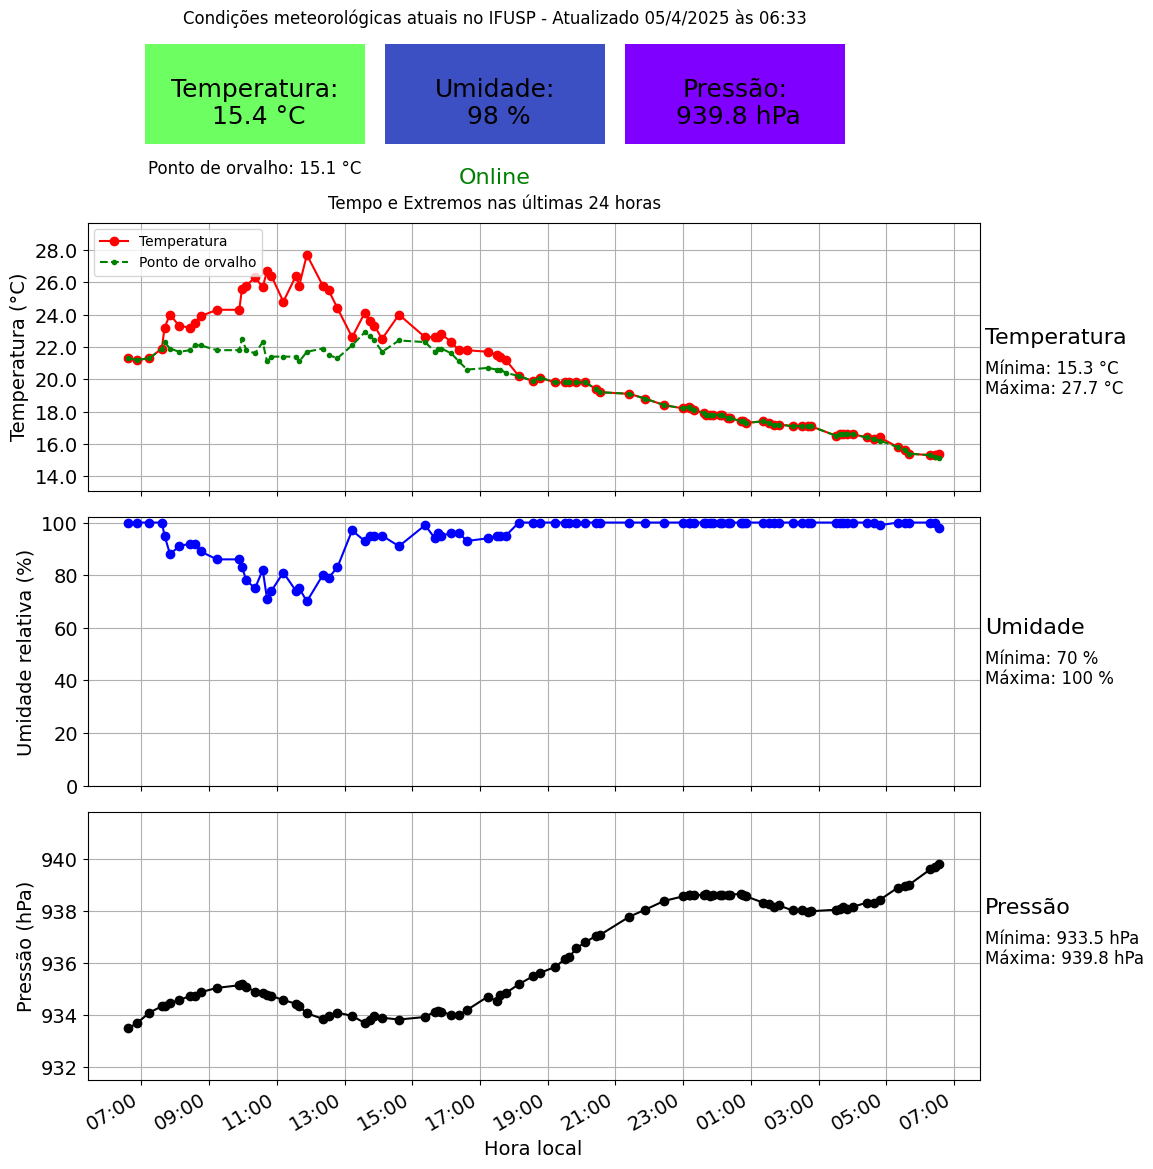 Condições meteorológicas atuais no IFUSP - Atualizado 05/4/2025 às 06:33
Temperatura:
15.4 °C
Umidade:
98 %
Pressão:
939.8 hPa
Ponto de orvalho: 15.1 °C
Online
Tempo e Extremos nas últimas 24 horas
Temperatura (°C)
28.0
26.0
24.0
22.0
20.0
18.0
16.0
14.0
Temperatura
Ponto de orvalho
Temperatura
Mínima: 15.3 °C
Máxima: 27.7 °C
Umidade relativa (%)
100
80
60
40
20
0
Umidade
Mínima: 70 %
Máxima: 100 %
Pressão (hPa)
940
938
936
934
932
Pressão
Mínima: 933.5 hPa
Máxima: 939.8 hPa
07:00 09:00 11:00 13:00 15:00 17:00 19:00 21:00 23:00 01:00 03:00 05:00 07:00
Hora local